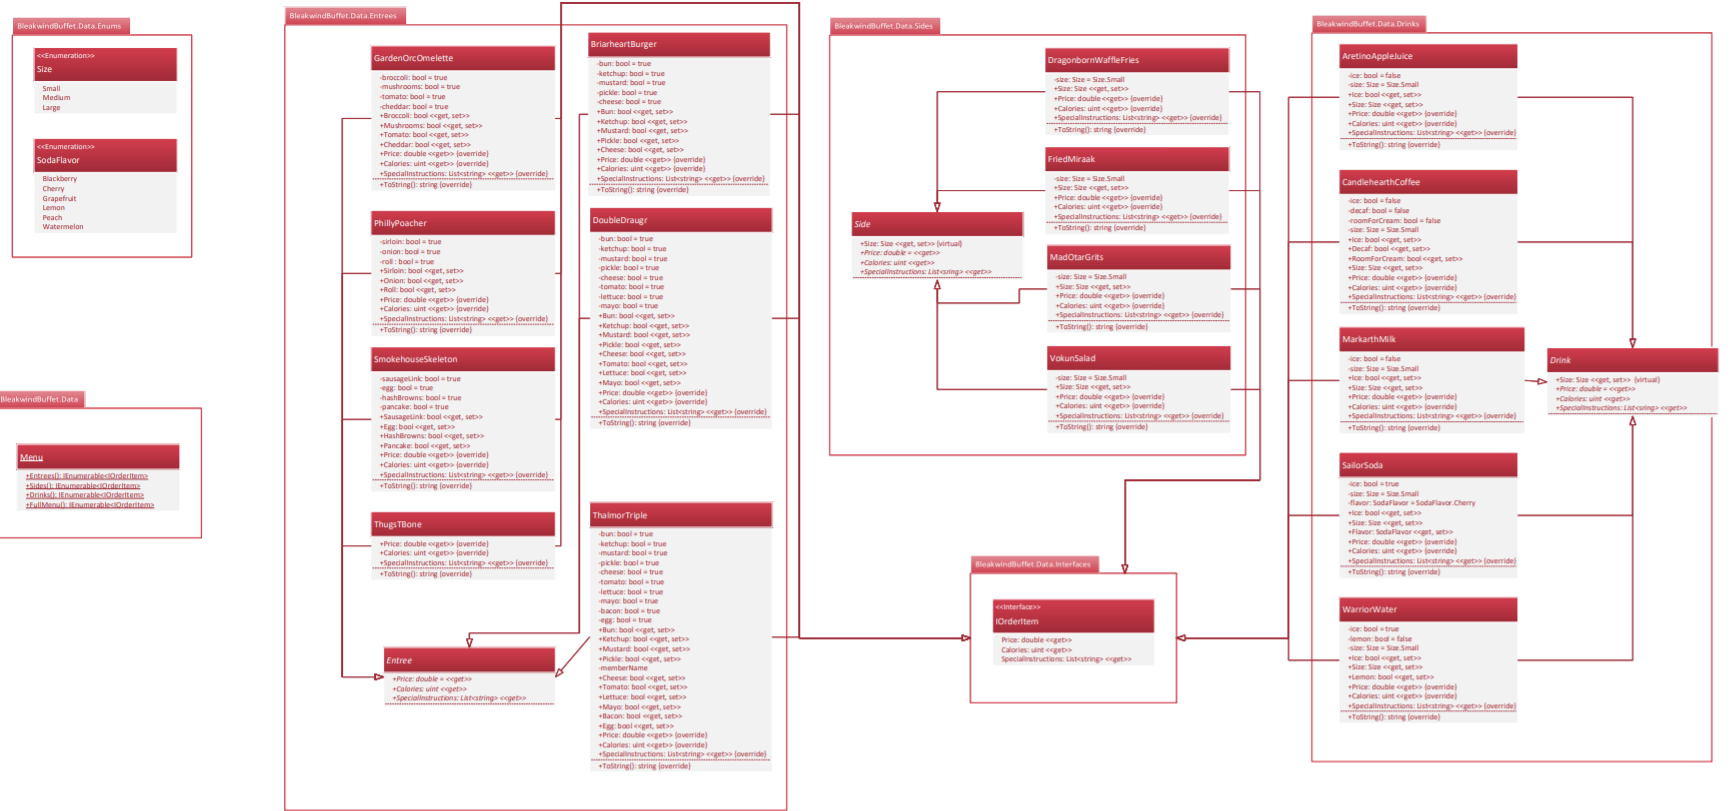 BleakwindBuffet.Data.Enums
<<Enumeration>>
Size
Small
Medium
Large
<<Enumeration>>
SodaFlavor
Blackberry
Cherry
Grapefruit
Lemon
Peach
Watermelon
BleakwindBuffet.Data
Menu
+Entrees(): IEnumerable<IOrderItem>
+Sides(): IEnumerable<IOrderItem>
+Drinks(): IEnumerable<IOrderItem>
+FullMenu(): IEnumerable<IOrderItem>
BleakwindBuffet.Data.Entrees
GardenOrcOmelette
-broccoli: bool = true
-mushrooms: bool = true
-tomato: bool = true
-cheddar: bool = true
+Broccoli: bool <<get, set>>
+Mushrooms: bool <<get, set>>
+Tomato: bool <<get, set>>
+Cheddar: bool <<get, set>>
+Price: double <<get>> {override}
+Calories: uint <<get>> {override}
+SpecialInstructions: List<string> <<get>> {override}
+ToString(): string {override}
PhillyPoacher
-sirloin: bool = true
-onion: bool = true
-roll : bool = true
+Sirloin: bool <<get, set>>
+Onion: bool <<get, set>>
+Roll: bool <<get, set>>
+Price: double <<get>> {override}
+Calories: uint <<get>> {override}
+SpecialInstructions: List<string> <<get>> {override}
+ToString(): string {override}
SmokehouseSkeleton
-sausageLink: bool = true
-egg: bool = true
-hashBrowns: bool = true
-pancake: bool = true
+SausageLink: bool <<get, set>>
+Egg: bool <<get, set>>
+HashBrowns: bool <<get, set>>
+Pancake: bool <<get, set>>
+Price: double <<get>> {override}
+Calories: uint <<get>> {override}
+SpecialInstructions: List<string> <<get>> {override}
+ToString(): string {override}
ThugsTBone
+Price: double <<get>> {override}
+Calories: uint <<get>> {override}
+SpecialInstructions: List<string> <<get>> {override}
+ToString(): string {override}
Entree
+Price: double = <<get>>
+Calories: uint <<get>>
+SpecialInstructions: List<string> <<get>>
BriarheartBurger
-bun: bool = true
-ketchup: bool = true
-mustard: bool = true
-pickle: bool = true
-cheese: bool = true
+Bun: bool <<get, set>>
+Ketchup: bool <<get, set>>
+Mustard: bool <<get, set>>
+Pickle: bool <<get, set>>
+Cheese: bool <<get, set>>
+Price: double <<get>> {override}
+Calories: uint <<get>> {override}
+SpecialInstructions: List<string> <<get>> {override}
+ToString(): string {override}
DoubleDraugr
-bun: bool = true
-ketchup: bool = true
-mustard: bool = true
-pickle: bool = true
-cheese: bool = true
-tomato: bool = true
-lettuce: bool = true
-mayo: bool = true
+Bun: bool <<get, set>>
+Ketchup: bool <<get, set>>
+Mustard: bool <<get, set>>
+Pickle: bool <<get, set>>
+Cheese: bool <<get, set>>
+Tomato: bool <<get, set>>
+Lettuce: bool <<get, set>>
+Mayo: bool <<get, set>>
+Price: double <<get>> {override}
+Calories: uint <<get>> {override}
+SpecialInstructions: List<string> <<get>> {override}
+ToString(): string {override}
ThalmorTriple
-bun: bool = true
-ketchup: bool = true
-mustard: bool = true
-pickle: bool = true
-cheese: bool = true
-tomato: bool = true
-lettuce: bool = true
-mayo: bool = true
-bacon: bool = true
-egg: bool = true
+Bun: bool <<get, set>>
+Ketchup: bool <<get, set>>
+Mustard: bool <<get, set>>
+Pickle: bool <<get, set>>
-memberName
+Cheese: bool <<get, set>>
+Tomato: bool <<get, set>>
+Lettuce: bool <<get, set>>
+Mayo: bool <<get, set>>
+Bacon: bool <<get, set>>
+Egg: bool <<get, set>>
+Price: double <<get>> {override}
+Calories: uint <<get>> {override}
+SpecialInstructions: List<string> <<get>> {override}
+ToString(): string {override}
BleakwindBuffet.Data.Sides
Side
+Size: Size <<get, set>> {virtual}
+Price: double = <<get>>
+Calories: uint <<get>>
+SpecialInstructions: List<sring> <<get>>
DragonbornWaffleFries
-size: Size = Size.Small
+Size: Size <<get, set>>
+Price: double <<get>> {override}
+Calories: uint <<get>> {override}
+SpecialInstructions: List<string> <<get>> {override}
+ToString(): string {override}
FriedMiraak
-size: Size = Size.Small
+Size: Size <<get, set>>
+Price: double <<get>> {override}
+Calories: uint <<get>> {override}
+SpecialInstructions: List<string> <<get>> {override}
+ToString(): string {override}
MadOtarGrits
-size: Size = Size.Small
+Size: Size <<get, set>>
+Price: double <<get>> {override}
+Calories: uint <<get>> {override}
+SpecialInstructions: List<string> <<get>> {override}
+ToString(): string {override}
VokunSalad
-size: Size = Size.Small
+Size: Size <<get, set>>
+Price: double <<get>> {override}
+Calories: uint <<get>> {override}
+SpecialInstructions: List<string> <<get>> {override}
+ToString(): string {override}
BleakwindBuffet.Data.Interfaces
<<Interface>>
IOrderItem
Price: double <<get>>
Calories: uint <<get>>
SpecialInstructions: List<string> <<get>>
BleakwindBuffet.Data.Drinks
AretinoAppleJuice
-ice: bool = false
-size: Size = Size.Small
+Ice: bool <<get, set>>
+Size: Size <<get, set>>
+Price: double <<get>> {override}
+Calories: uint <<get>> {override}
+SpecialInstructions: List<string> <<get>> {override}
+ToString(): string {override}
CandlehearthCoffee
-ice: bool = false
-decaf: bool = false
-roomForCream: bool = false
-size: Size = Size.Small
+Ice: bool <<get, set>>
+Decaf: bool <<get, set>>
+RoomForCream: bool <<get, set>>
+Size: Size <<get, set>>
+Price: double <<get>> {override}
+Calories: uint <<get>> {override}
+SpecialInstructions: List<string> <<get>> {override}
+ToString(): string {override}
MarkarthMilk
-ice: bool = false
-size: Size = Size.Small
+Ice: bool <<get, set>>
+Size: Size <<get, set>>
+Price: double <<get>> {override}
+Calories: uint <<get>> {override}
+SpecialInstructions: List<string> <<get>> {override}
+ToString(): string {override}
SailorSoda
-ice: bool = true
-size: Size = Size.Small
-flavor: SodaFlavor = SodaFlavor.Cherry
+Ice: bool <<get, set>>
+Size: Size <<get, set>>
+Flavor: SodaFlavor <<get, set>>
+Price: double <<get>> {override}
+Calories: uint <<get>> {override}
+SpecialInstructions: List<string> <<get>> {override}
+ToString(): string {override}
WarriorWater
-ice: bool = true
-lemon: bool = false
-size: Size = Size.Small
+Ice: bool <<get, set>>
+Size: Size <<get, set>>
+Lemon: bool <<get, set>>
+Price: double <<get>> {override}
+Calories: uint <<get>> {override}
+SpecialInstructions: List<string> <<get>> {override}
+ToString(): string {override}
Drink
+Size: Size <<get, set>> {virtual}
+Price: double = <<get>>
+Calories: uint <<get>>
+SpecialInstructions: List<sring> <<get>>